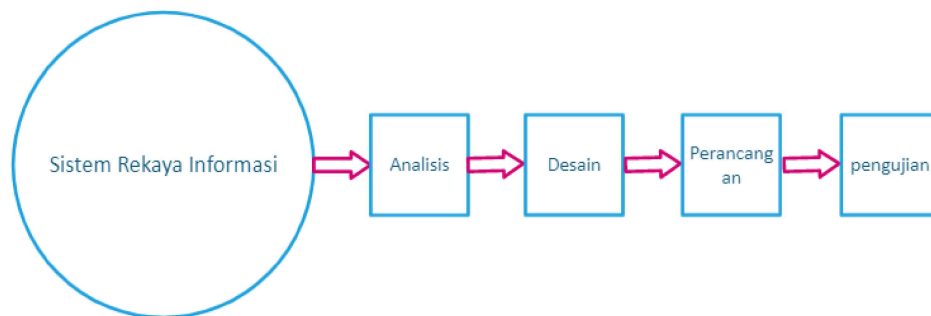 Sistem Rekaya Informasi
Analisis
Desain
Perancang
an
pengujian